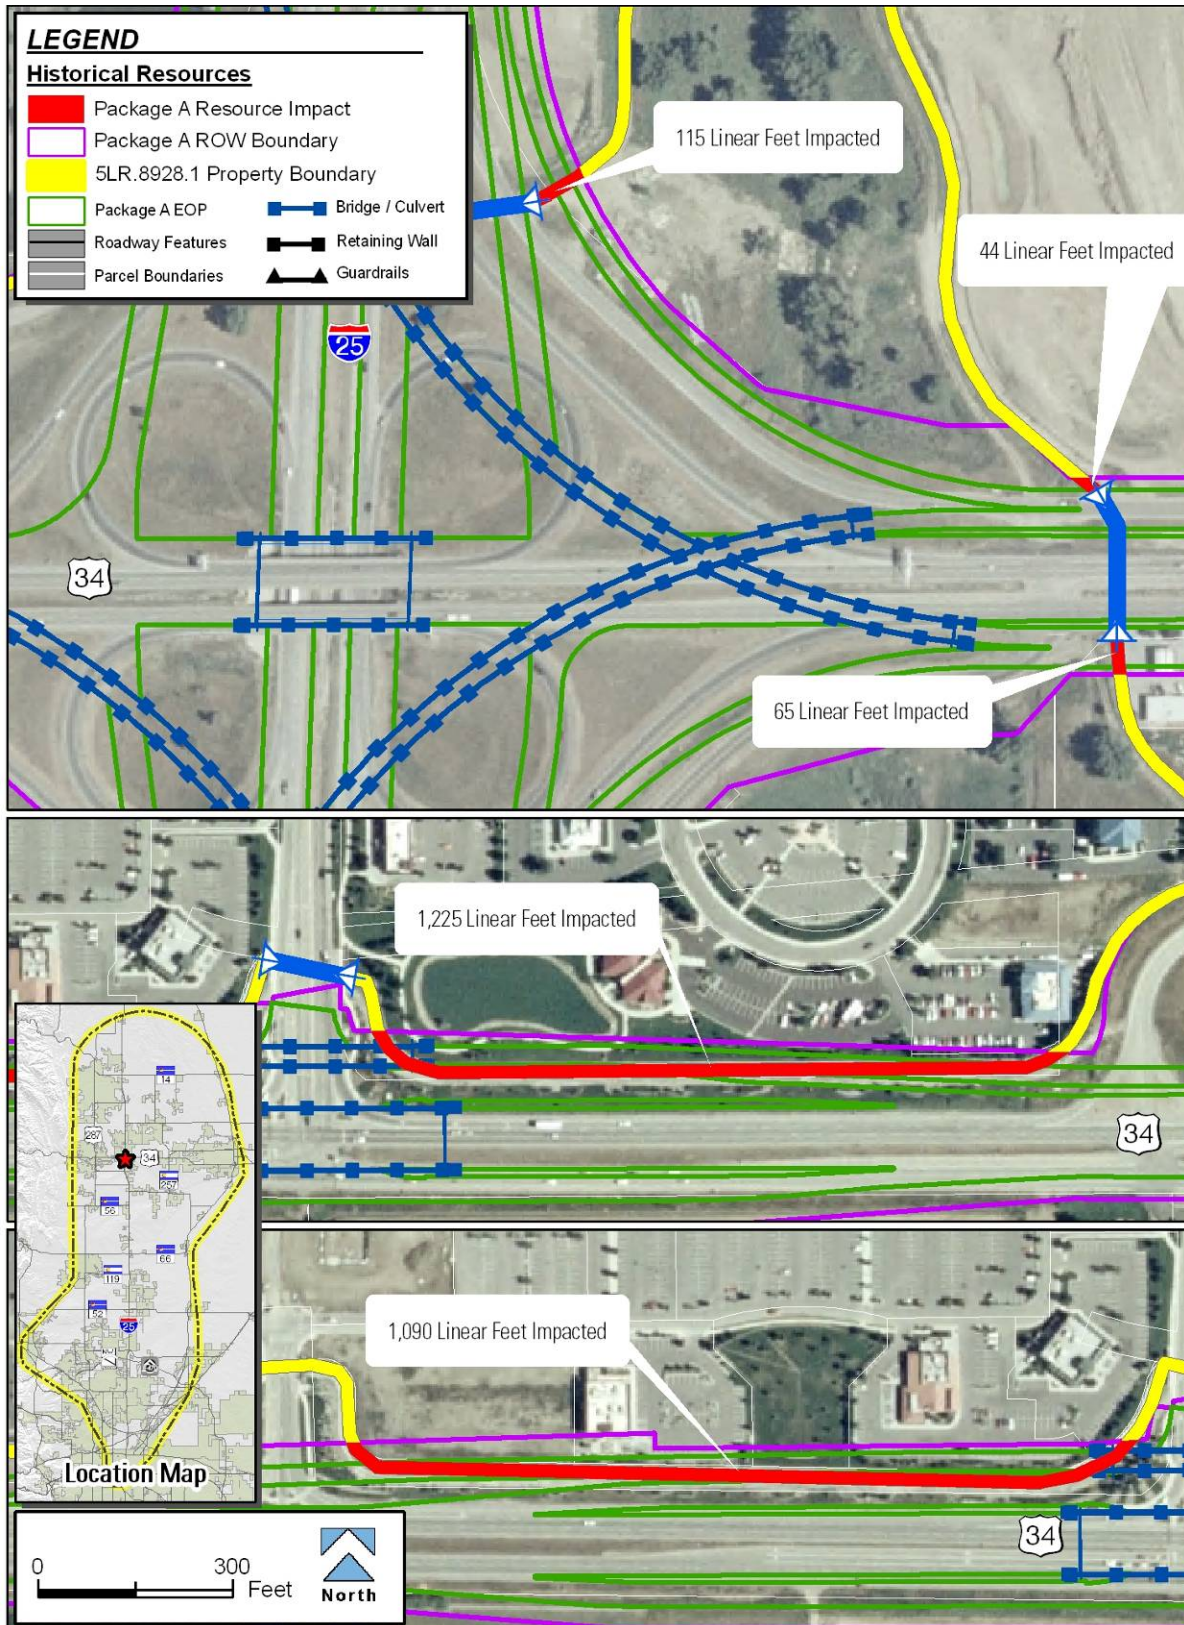 LEGEND
Historical Resources
Package A Resource Impact
Package A ROW Boundary
5LR.8928.1 Property Boundary
Package A EOP
Bridge / Culvert
Roadway Features
Retaining Wall
Parcel Boundaries
Guardrails
115 Linear Feet Impacted
44 Linear Feet Impacted
25
34
65 Linear Feet Impacted
1,225 Linear Feet Impacted
34
14
287
34
257
56
66
119
52
25
7
Location Map
1,090 Linear Feet Impacted
34
0
300
Feet
North